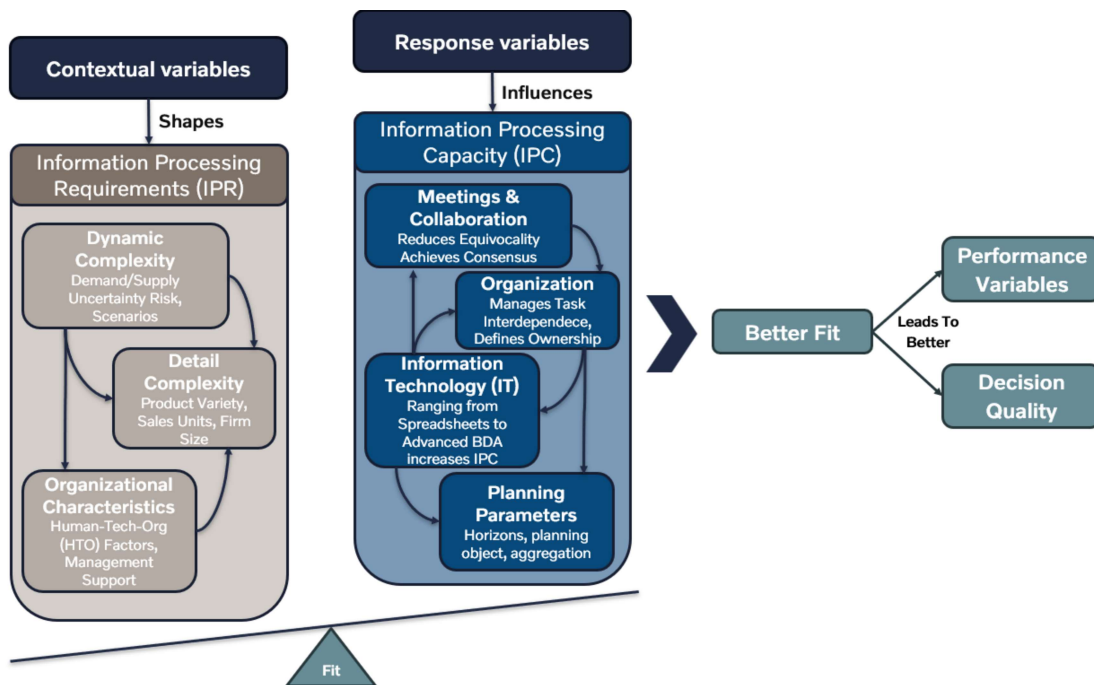 Contextual variables
Shapes
Information Processing
Requirements (IPR)
Dynamic
Complexity
Demand/Supply
Uncertainty Risk,
Scenarios
Detail
Complexity
Product Variety,
Sales Units, Firm
Size
Organizational
Characteristics
Human-Tech-Org
(HTO) Factors,
Management
Support
Response variables
Influences
Information Processing
Capacity (IPC)
Meetings &
Collaboration
Reduces Equivocality
Achieves Consensus
Organization
Manages Task
Interdependece,
Defines Ownership
Information
Technology (IT)
Ranging from
Spreadsheets to
Advanced BDA
increases IPC
Planning
Parameters
Horizons, planning
object, aggregation
Fit
Better Fit
Leads To
Better
Performance
Variables
Decision
Quality